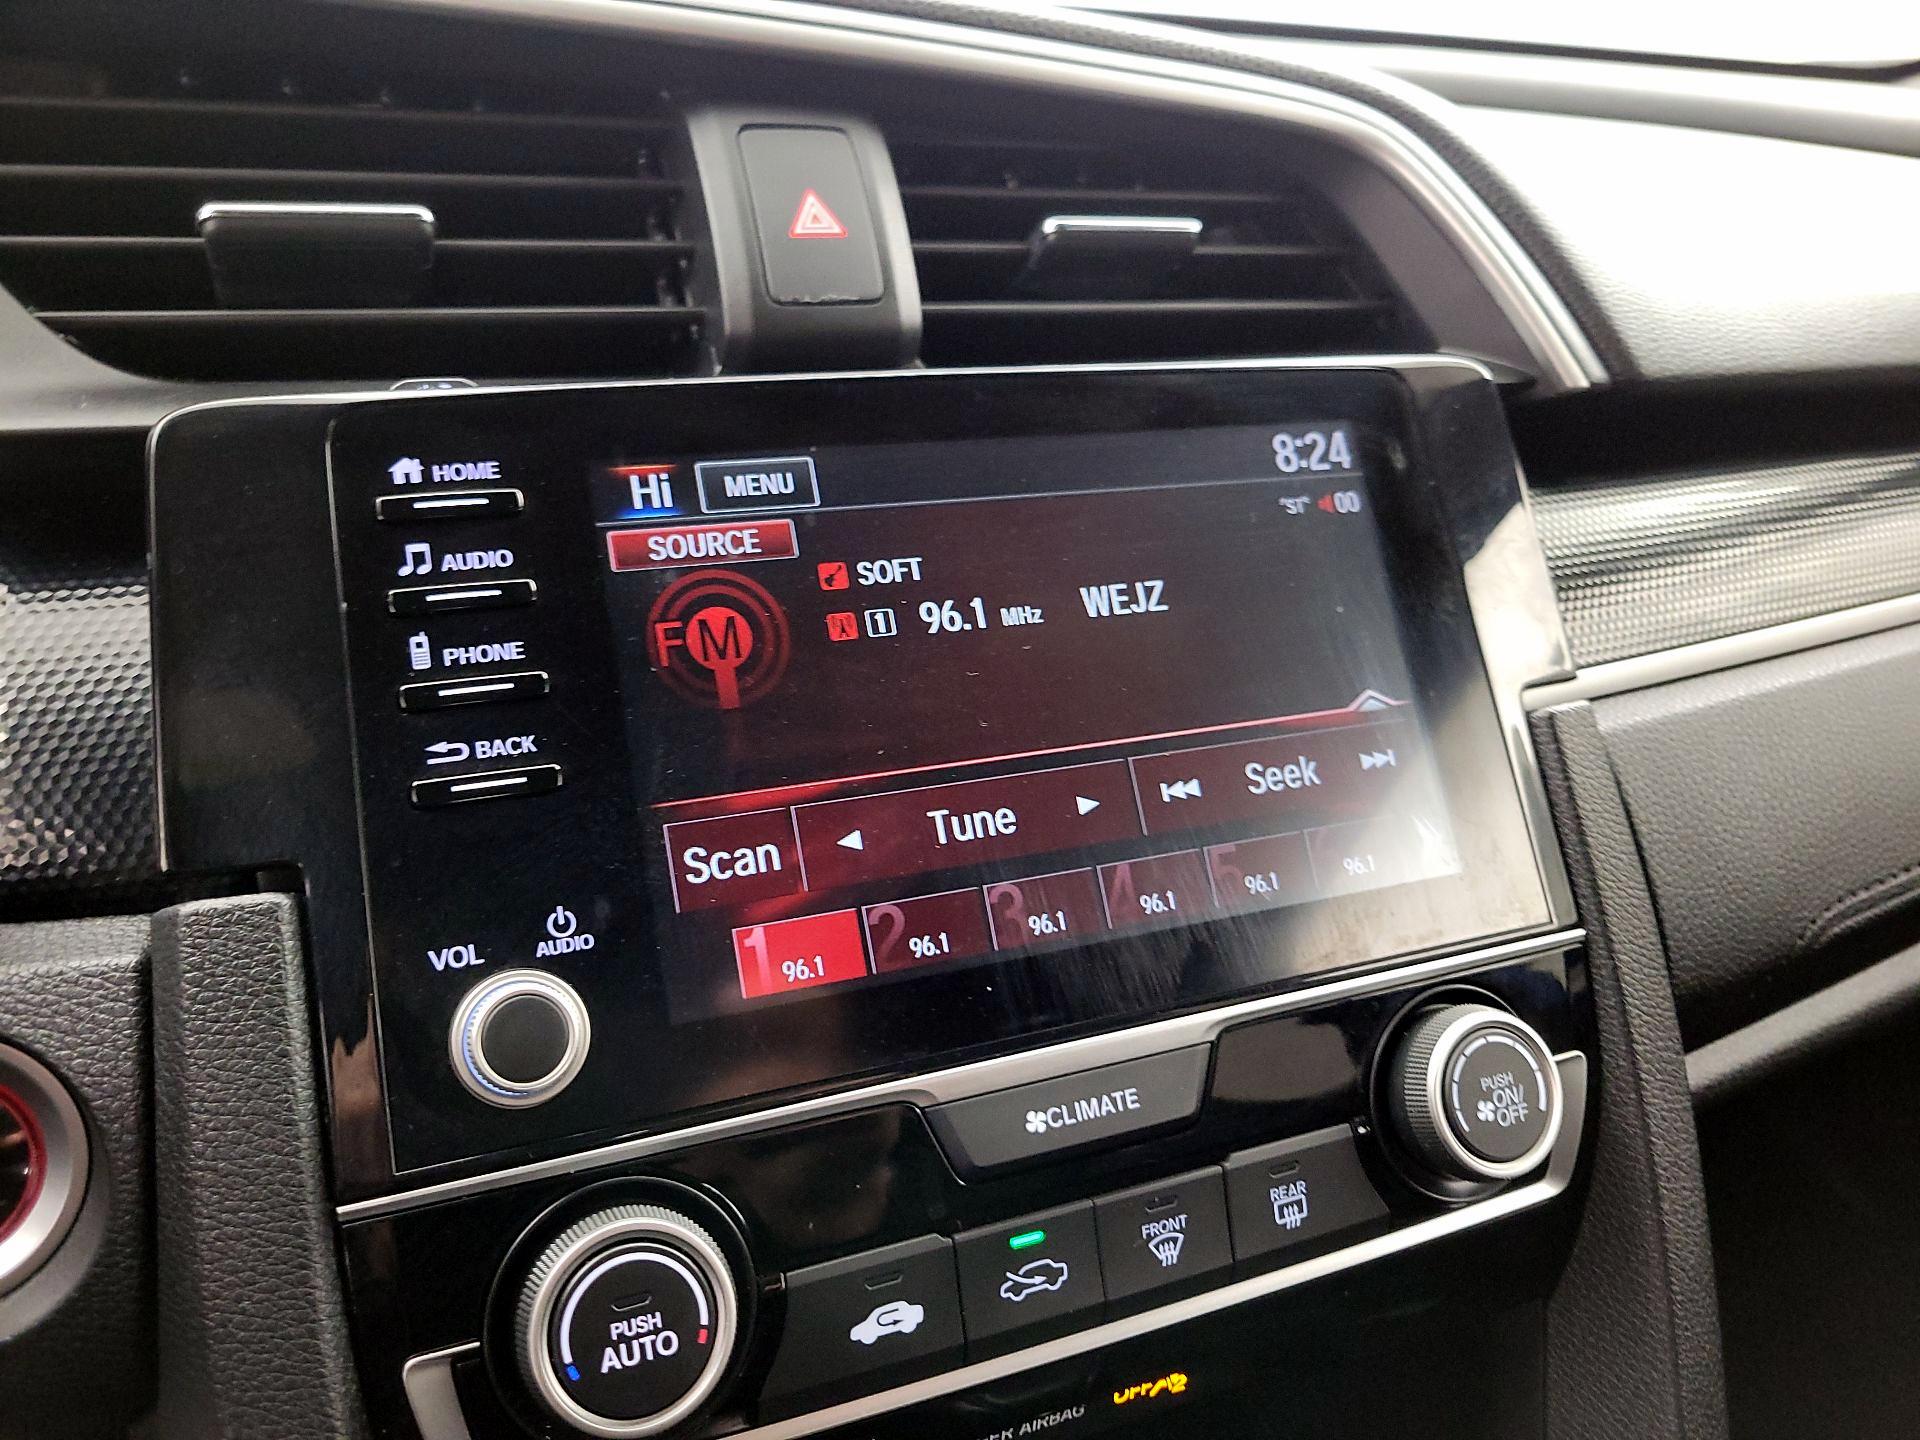 HOME
AUDIO
PHONE
BACK
VOL
AUDIO
Hi MENU 8:24
"ST" 00
SOURCE
FM
SOFT
1 96.1 MHz WEJZ
Scan Tune Seek
1 96.1 2 96.1 3 96.1 4 96.1 5 96.1 96.1
CLIMATE
PUSH
ON/
OFF
REAR
FRONT
PUSH
AUTO
AIRBAG